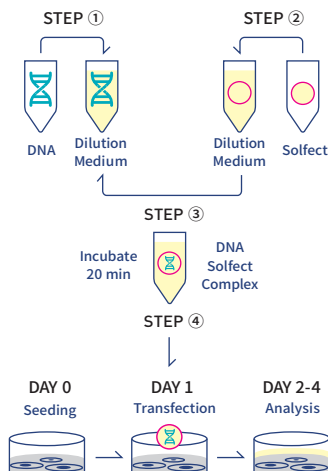 STEP ① STEP ②
DNA Dilution Medium Dilution Medium Solfect
STEP ③
Incubate 20 min
DNA Solfect Complex
STEP ④
DAY 0 DAY 1 DAY 2-4
Seeding Transfection Analysis